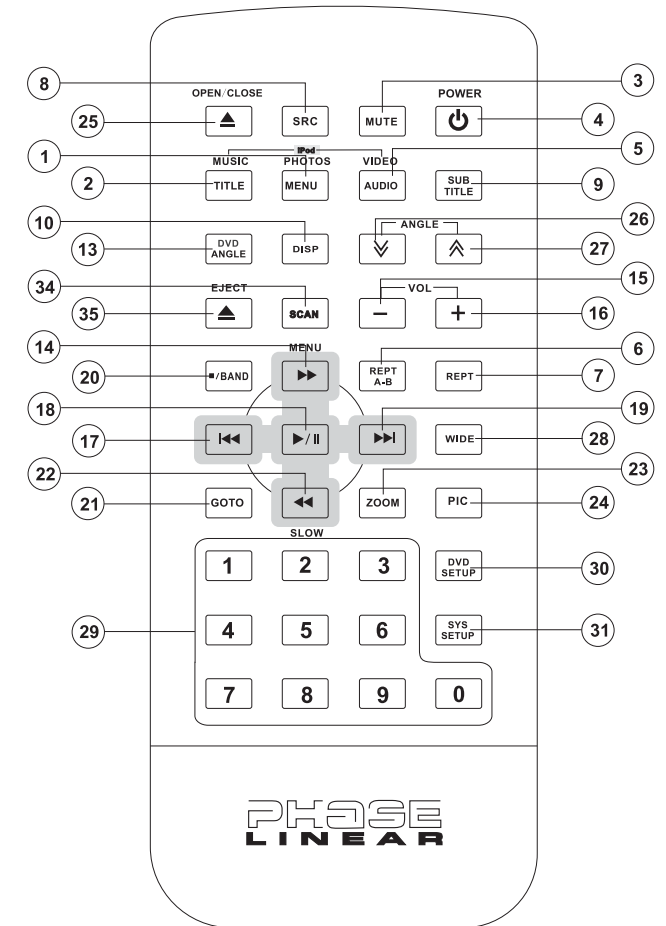 8 3
OPEN/CLOSE POWER
25 SRC MUTE 4
1 iPod 5
MUSIC PHOTOS VIDEO
2 TITLE MENU AUDIO SUB TITLE 9
10 ANGLE 26
13 DVD ANGLE DISP 27
34 15
EJECT VOL
35 SCAN − + 16
14 MENU 6
20 ■/BAND ▶▶ REPT A-B REPT 7
18 19
17 I◀◀ ▶/II ▶▶I WIDE 28
22 23
21 GOTO ◀◀ ZOOM PIC 24
SLOW
1 2 3 DVD SETUP 30
29 4 5 6 SYS SETUP 31
7 8 9 0
PHASE
LINEAR